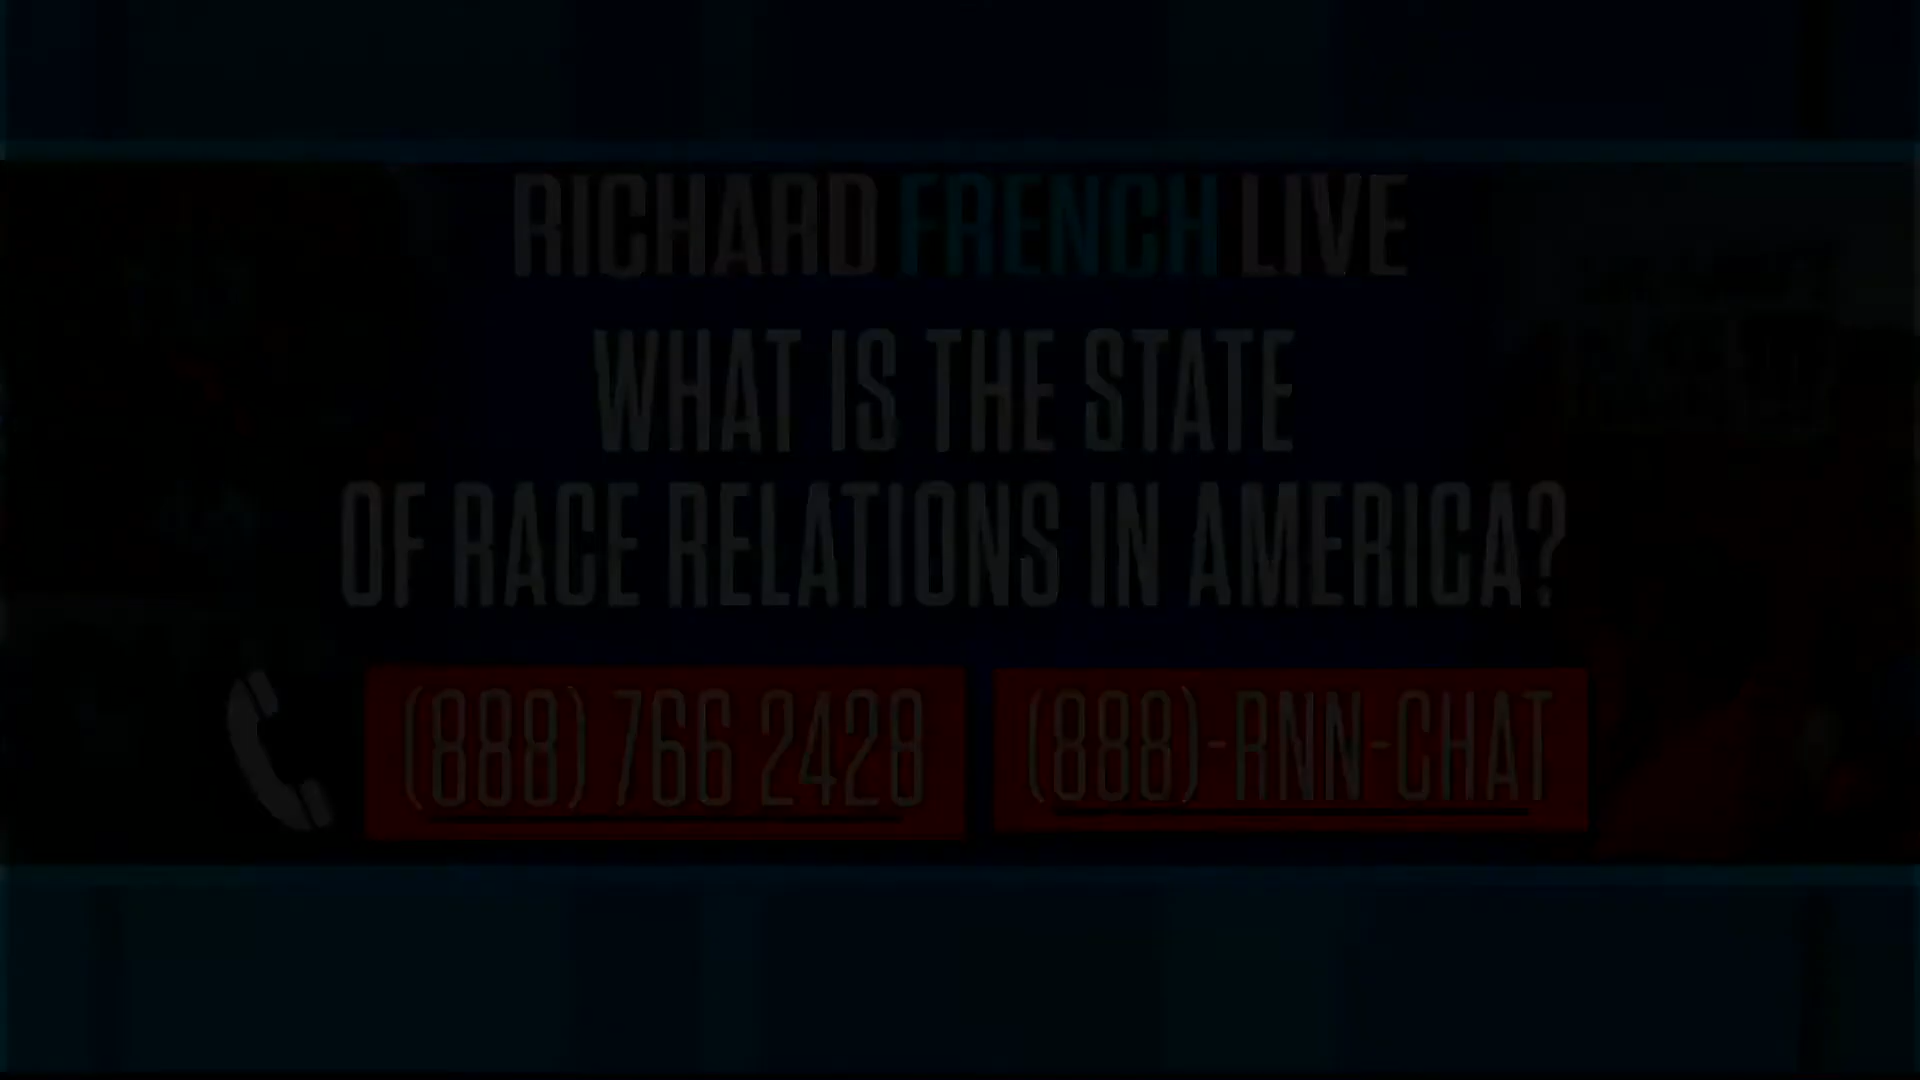 RICHARD FRENCH LIVE
WHAT IS THE STATE
OF RACE RELATIONS IN AMERICA?
(888) 766 2428 (888)-RNN-CHAT